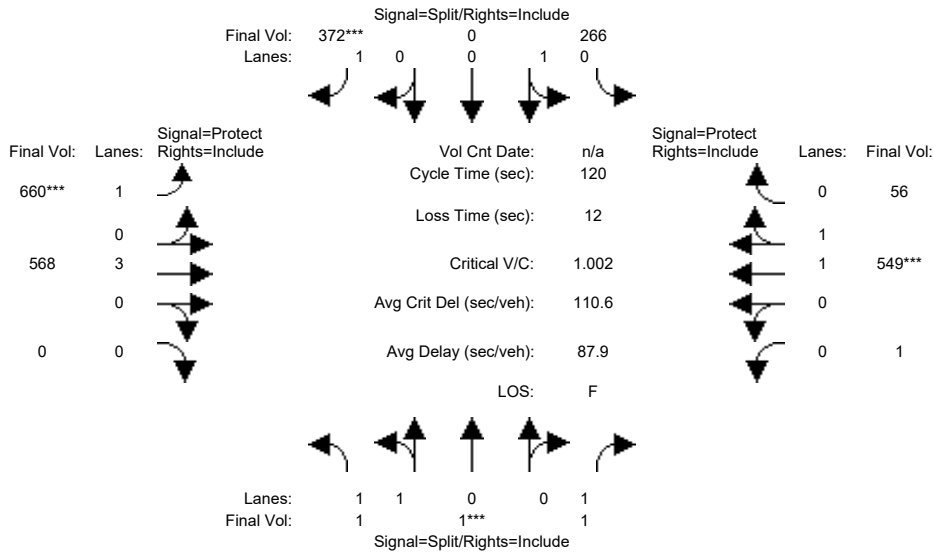 Signal=Split/Rights=Include
Final Vol: 372*** 0 266
Lanes: 1 0 0 1 0
Signal=Protect
Final Vol: Lanes: Rights=Include
Vol Cnt Date: n/a
Signal=Protect
Rights=Include Lanes: Final Vol:
Cycle Time (sec): 120
660*** 1
0 56
Loss Time (sec): 12
0
1
568 3
Critical V/C: 1.002
1 549***
0
Avg Crit Del (sec/veh): 110.6
0
0 0
Avg Delay (sec/veh): 87.9
0 1
LOS: F
Lanes: 1 1 0 0 1
Final Vol: 1 1*** 1
Signal=Split/Rights=Include